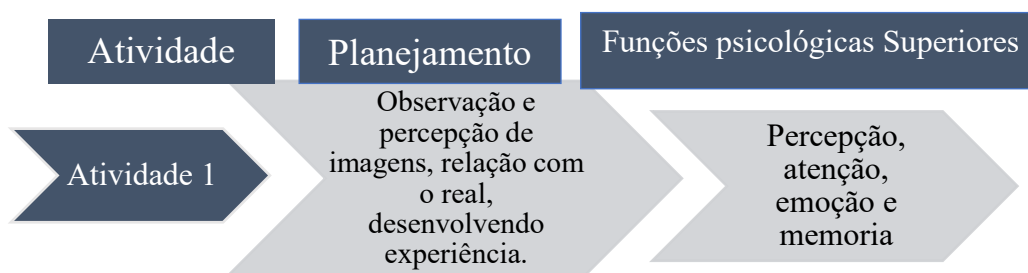 Atividade
Planejamento
Funções psicológicas Superiores
Atividade 1
Observação e
percepção de
imagens, relação com
o real,
desenvolvendo
experiência.
Percepção,
atenção,
emoção e
memoria